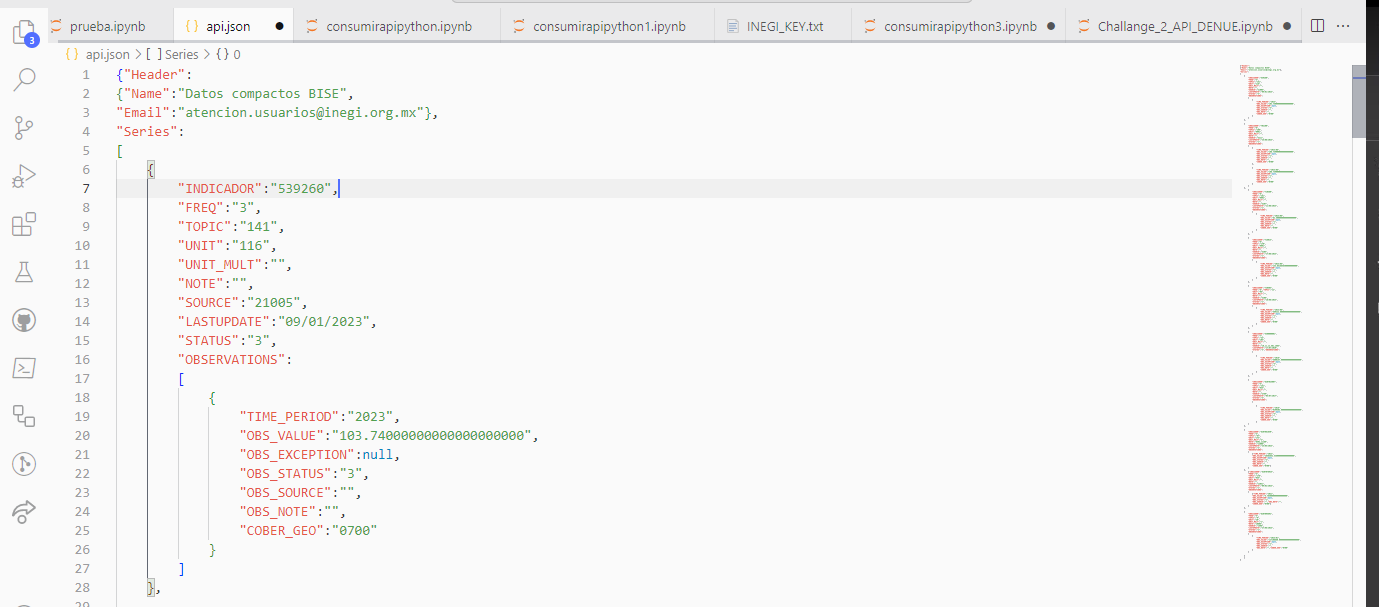 prueba.ipynb
{ } api.json
consumirapipython.ipynb
consumirapipython1.ipynb
INEGI_KEY.txt
consumirapipython3.ipynb
Challange_2_API_DENUE.ipynb
3
{ } api.json > [ ] Series > { } 0
1 {"Header":
2 {"Name":"Datos compactos BISE",
3 "Email":"atencion.usuarios@inegi.org.mx"},
4 "Series":
5 [
6 {
7 "INDICADOR":"539260",
8 "FREQ":"3",
9 "TOPIC":"141",
10 "UNIT":"116",
11 "UNIT_MULT":"",
12 "NOTE":"",
13 "SOURCE":"21005",
14 "LASTUPDATE":"09/01/2023",
15 "STATUS":"3",
16 "OBSERVATIONS":
17 [
18 {
19 "TIME_PERIOD":"2023",
20 "OBS_VALUE":"103.74000000000000000000",
21 "OBS_EXCEPTION":null,
22 "OBS_STATUS":"3",
23 "OBS_SOURCE":"",
24 "OBS_NOTE":"",
25 "COBER_GEO":"0700"
26 }
27 ]
28 },
29